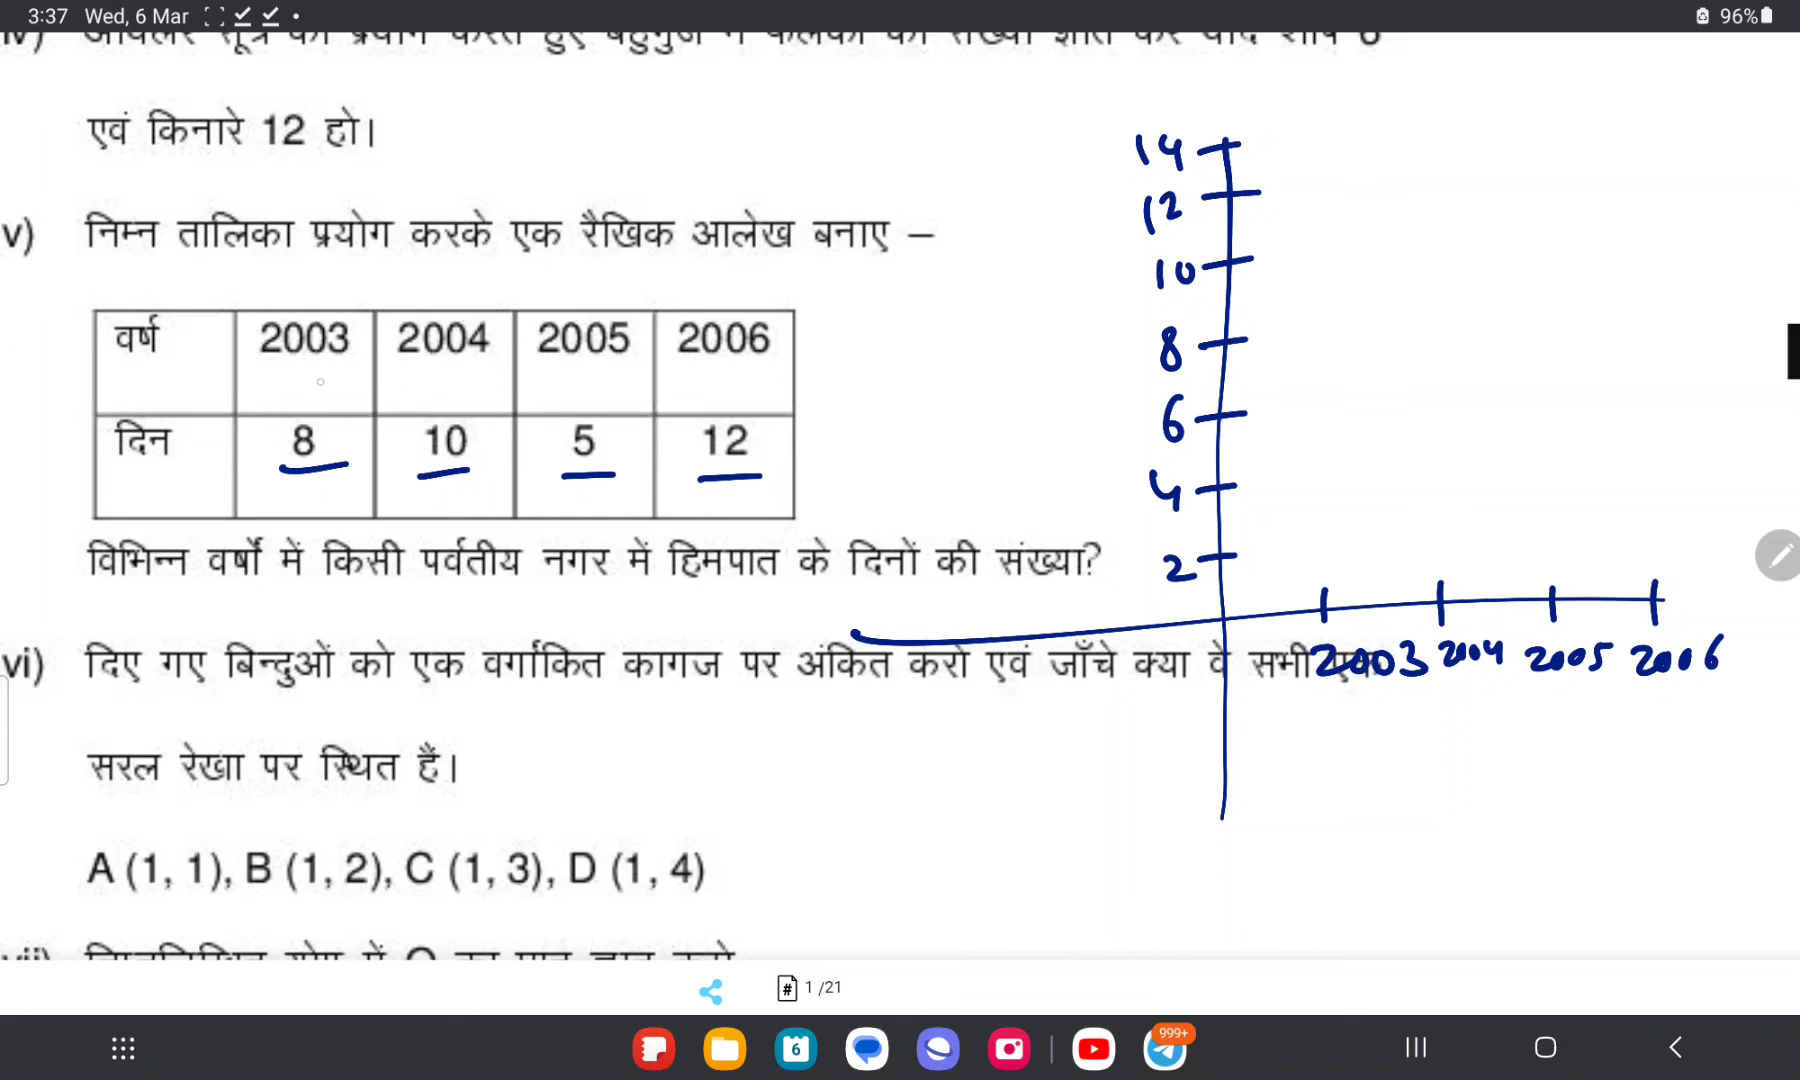 3:37 Wed, 6 Mar
96%
एवं किनारे 12 हो।
v) निम्न तालिका प्रयोग करके एक रैखिक आलेख बनाए –
वर्ष 2003 2004 2005 2006
दिन 8 10 5 12
विभिन्न वर्षों में किसी पर्वतीय नगर में हिमपात के दिनों की संख्या?
vi) दिए गए बिन्दुओं को एक वर्गांकित कागज पर अंकित करो एवं जाँचे क्या वे सभी एक
सरल रेखा पर स्थित हैं।
A (1, 1), B (1, 2), C (1, 3), D (1, 4)
14
12
10
8
6
4
2
2003 2004 2005 2006
# 1 /21
6
999+